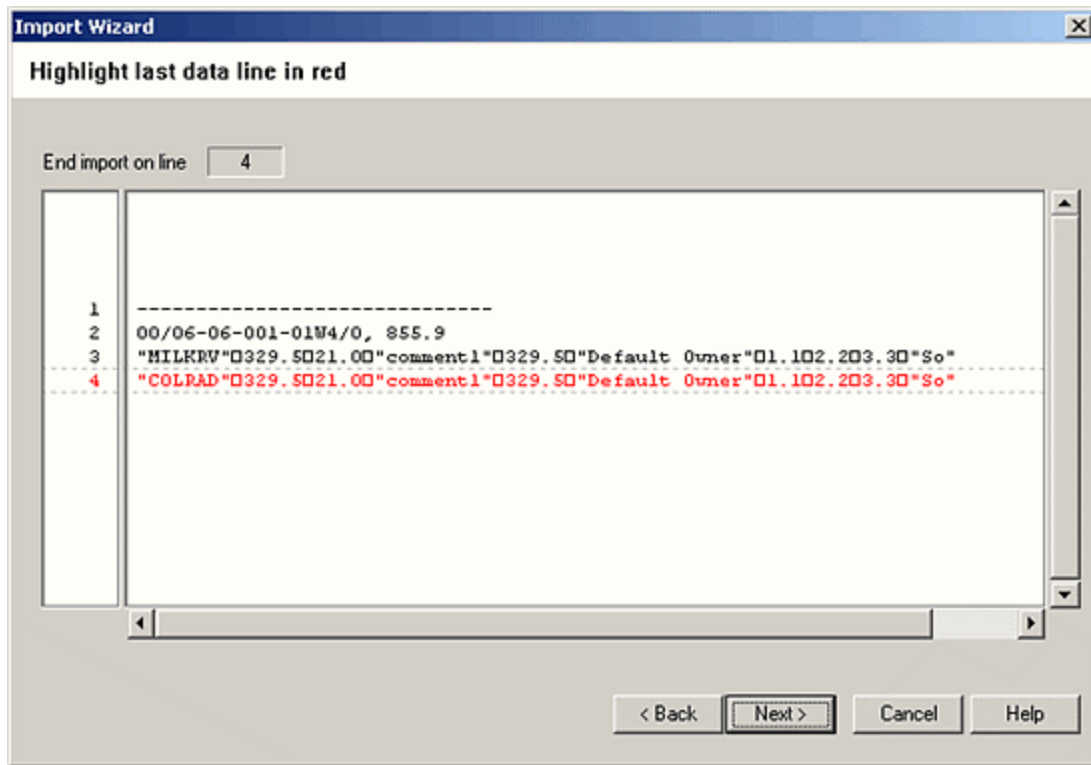 Import Wizard
Highlight last data line in red
End import on line 4
1 ------------------------------
2 00/06-06-001-01W4/0, 855.9
3 "MILKRV"□329.5□21.0□"comment1"□329.5□"Default Owner"□1.1□2.2□3.3□"So"
4 "COLRAD"□329.5□21.0□"comment1"□329.5□"Default Owner"□1.1□2.2□3.3□"So"
< Back Next > Cancel Help